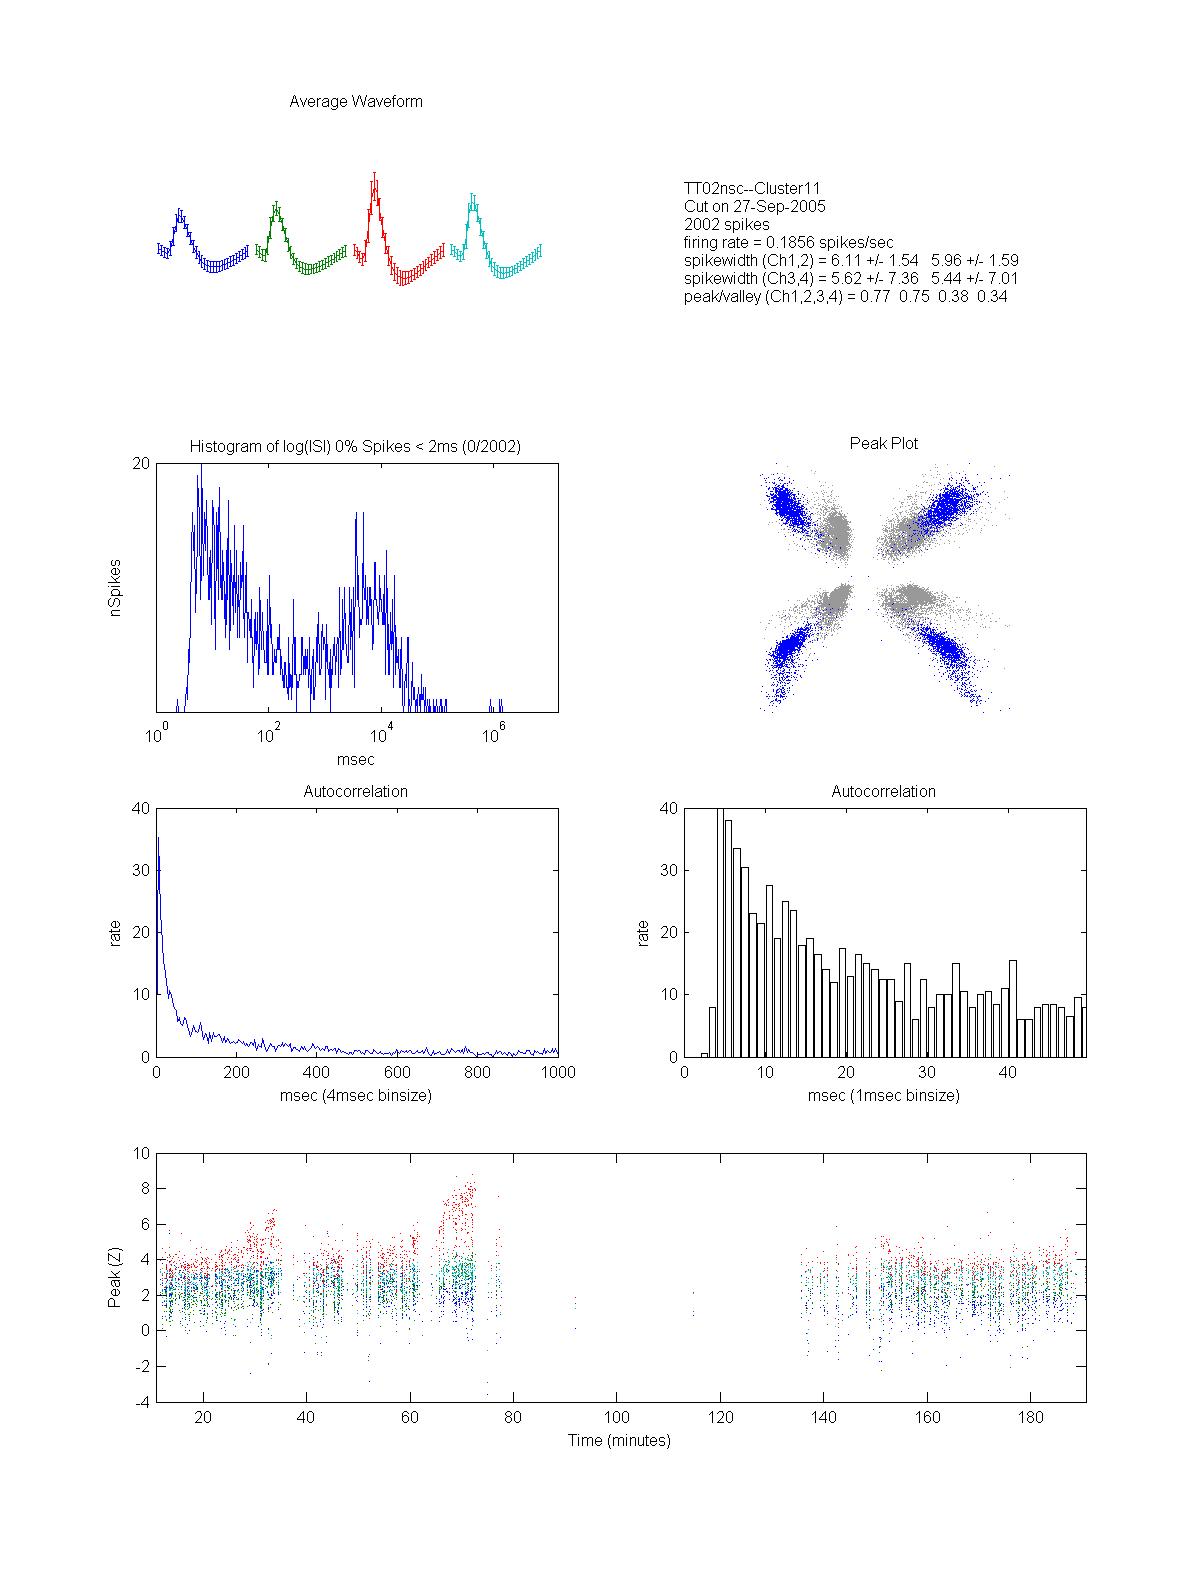 Average Waveform
TT02nsc--Cluster11
Cut on 27-Sep-2005
2002 spikes
firing rate = 0.1856 spikes/sec
spikewidth (Ch1,2) = 6.11 +/- 1.54   5.96 +/- 1.59
spikewidth (Ch3,4) = 5.62 +/- 7.36   5.44 +/- 7.01
peak/valley (Ch1,2,3,4) = 0.77  0.75  0.38  0.34
Histogram of log(ISI) 0% Spikes < 2ms (0/2002)
20
nSpikes
10^0 10^2 10^4 10^6
msec
Peak Plot
Autocorrelation
40
30
20
10
0
rate
0 200 400 600 800 1000
msec (4msec binsize)
Autocorrelation
40
30
20
10
0
rate
0 10 20 30 40
msec (1msec binsize)
10
8
6
4
2
0
-2
-4
Peak (Z)
20 40 60 80 100 120 140 160 180
Time (minutes)